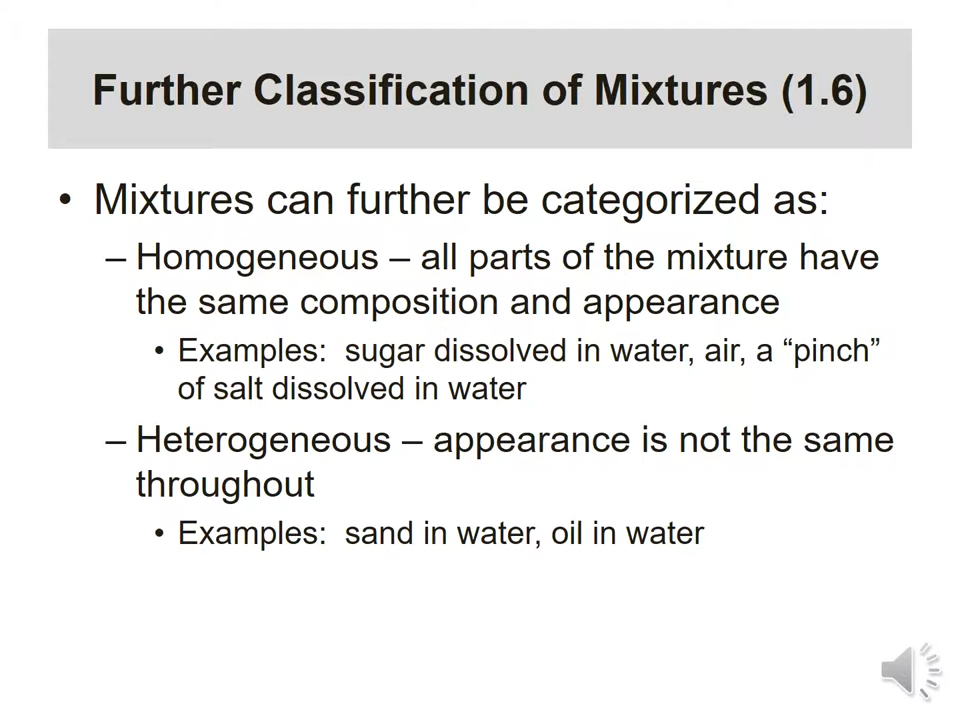 Further Classification of Mixtures (1.6)
• Mixtures can further be categorized as:
– Homogeneous – all parts of the mixture have
the same composition and appearance
• Examples:  sugar dissolved in water, air, a “pinch”
of salt dissolved in water
– Heterogeneous – appearance is not the same
throughout
• Examples:  sand in water, oil in water